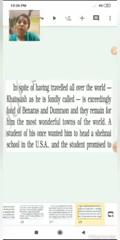 In spite of having travelled all over the world —
Khansaab as he is fondly called — is exceedingly
fond of Benaras and Dumraon and they remain for
him the most wonderful towns of the world. A
student of his once wanted him to head a shehnai
school in the U.S.A., and the student promised to